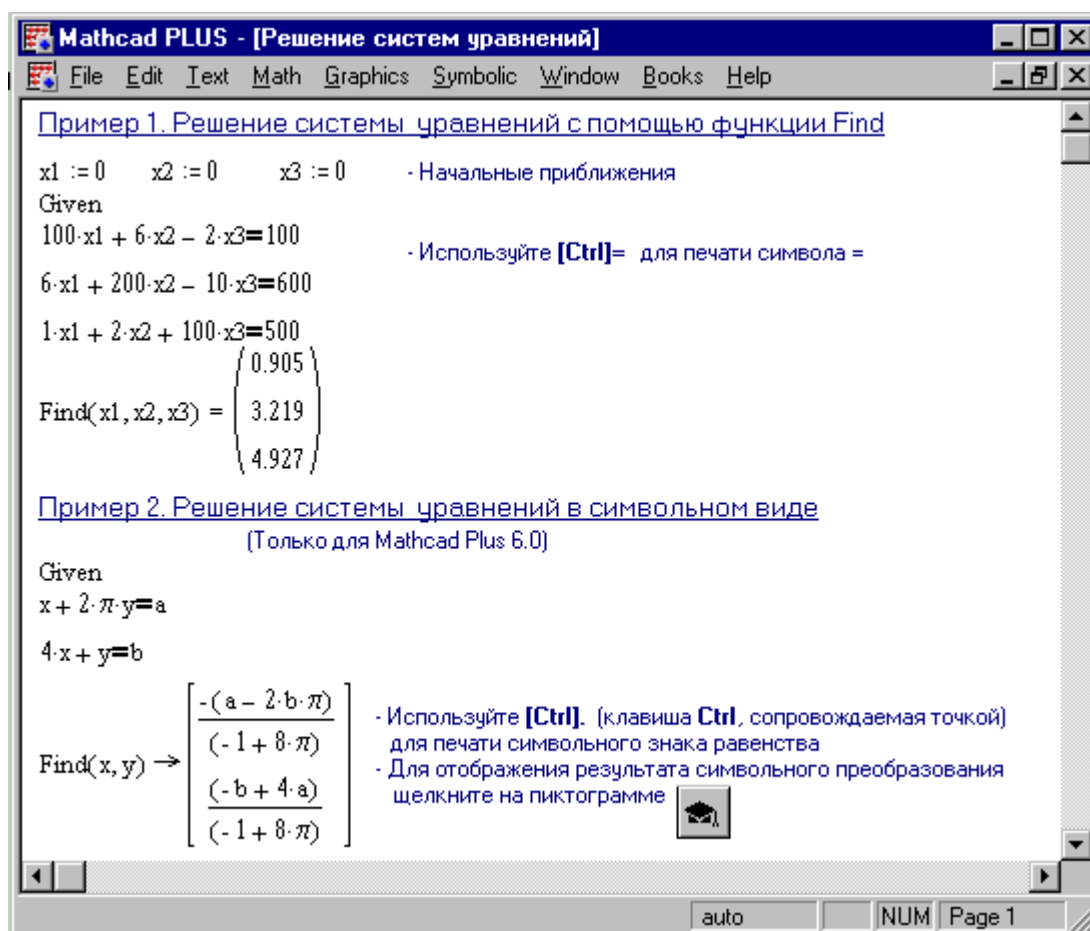 Mathcad PLUS - [Решение систем уравнений]
File Edit Text Math Graphics Symbolic Window Books Help
Пример 1. Решение системы уравнений с помощью функции Find
x1 := 0 x2 := 0 x3 := 0 - Начальные приближения
Given
100·x1 + 6·x2 − 2·x3=100
- Используйте [Ctrl]= для печати символа =
6·x1 + 200·x2 − 10·x3=600
1·x1 + 2·x2 + 100·x3=500
0.905
Find(x1,x2,x3) = 3.219
4.927
Пример 2. Решение системы уравнений в символьном виде
(Только для Mathcad Plus 6.0)
Given
x + 2·π·y=a
4·x + y=b
-(a − 2·b·π)
(- 1 + 8·π)
Find(x,y) →
(- b + 4·a)
(- 1 + 8·π)
- Используйте [Ctrl]. (клавиша Ctrl, сопровождаемая точкой)
для печати символьного знака равенства
- Для отображения результата символьного преобразования
щелкните на пиктограмме
auto NUM Page 1